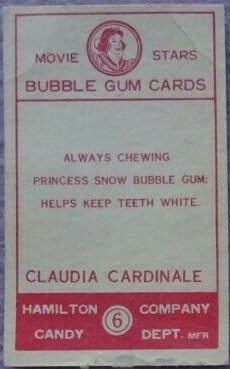 MOVIE STARS
BUBBLE GUM CARDS
ALWAYS CHEWING
PRINCESS SNOW BUBBLE GUM:
HELPS KEEP TEETH WHITE.
CLAUDIA CARDINALE
HAMILTON COMPANY
6
CANDY DEPT. MFR